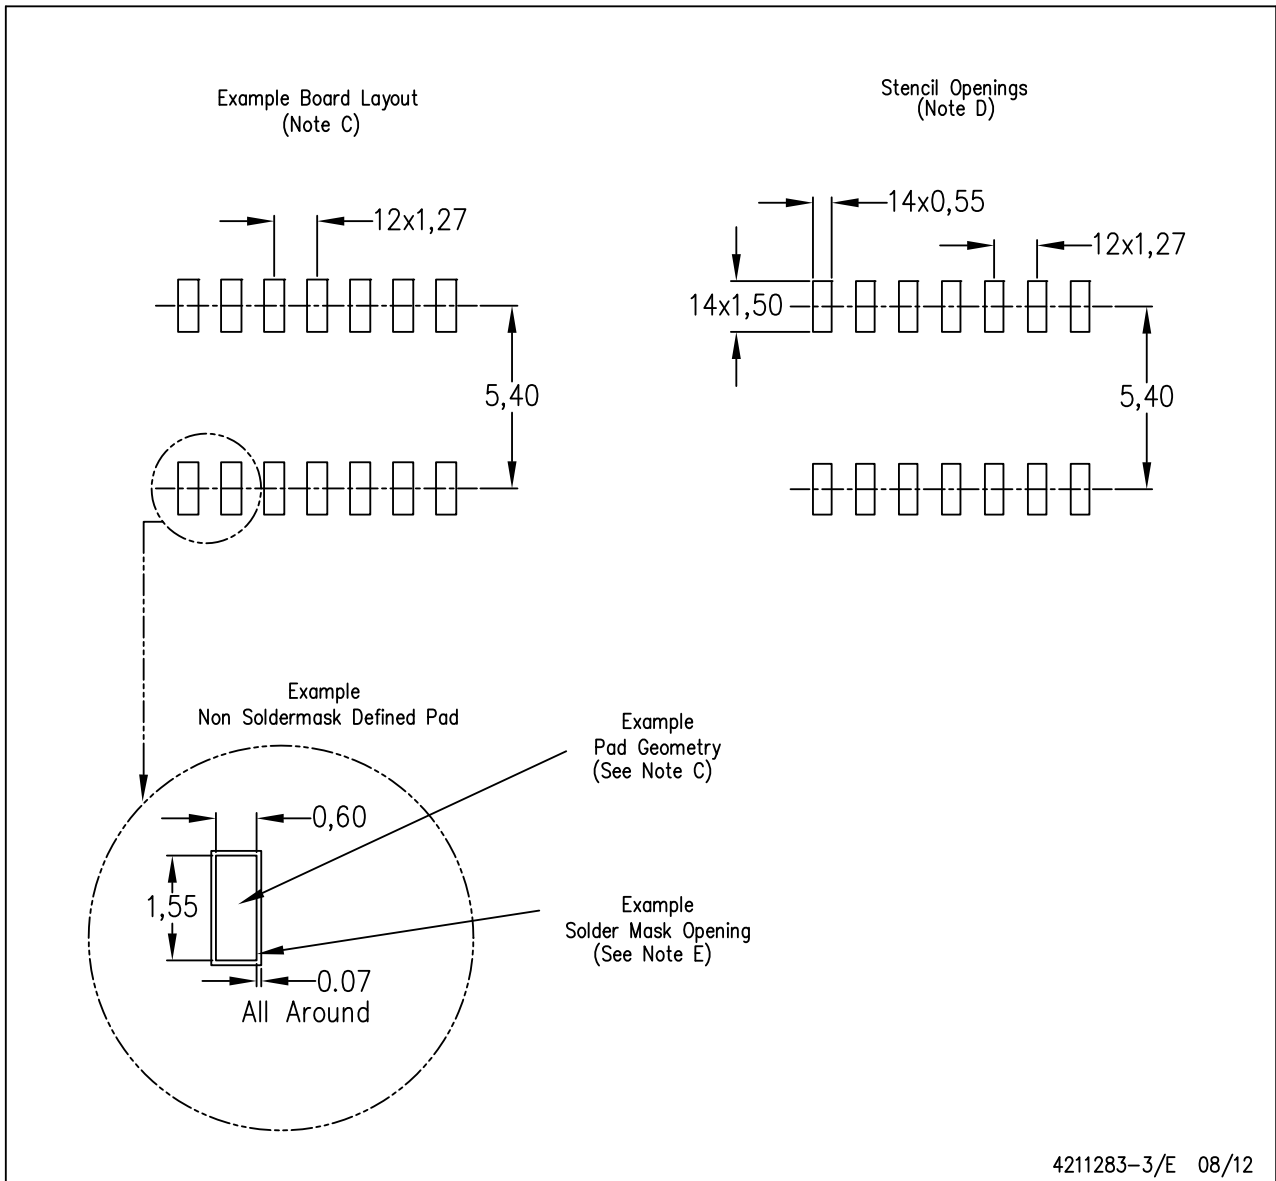 Example Board Layout
(Note C)
Stencil Openings
(Note D)
12x1,27
14x0,55
12x1,27
14x1,50
5,40
5,40
Example
Non Soldermask Defined Pad
Example
Pad Geometry
(See Note C)
0,60
1,55
Example
Solder Mask Opening
(See Note E)
0.07
All Around
4211283-3/E 08/12